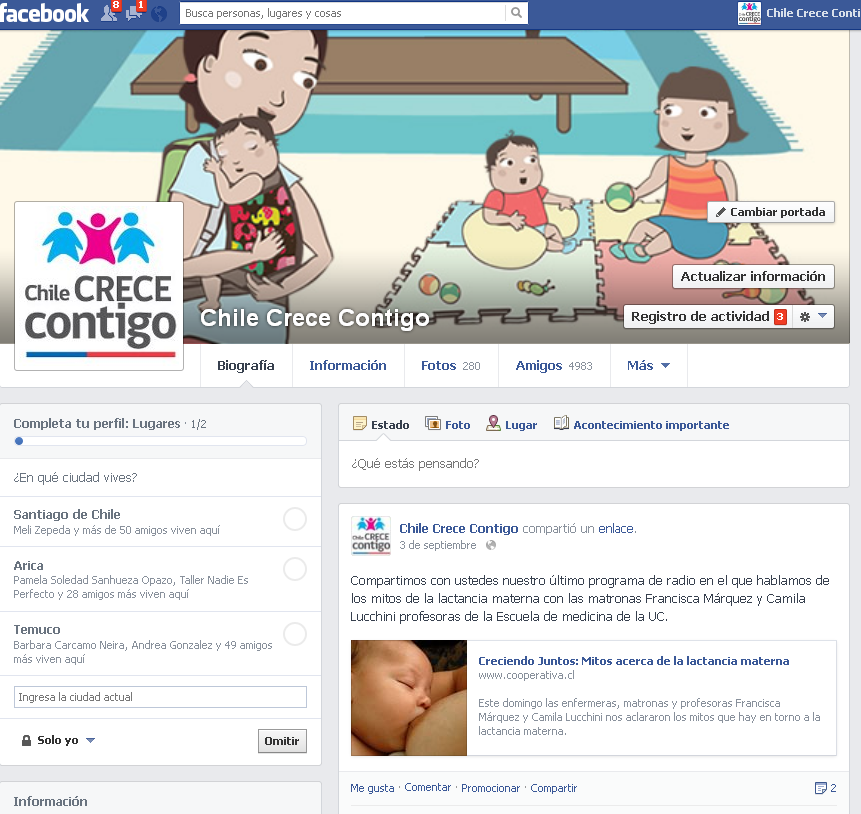 facebook
8
1
Busca personas, lugares y cosas
Chile Crece Conti
Cambiar portada
Actualizar información
Registro de actividad 3
Chile CRECE
contigo
Chile Crece Contigo
Biografía
Información
Fotos 280
Amigos 4983
Más
Completa tu perfil: Lugares · 1/2
¿En qué ciudad vives?
Santiago de Chile
Meli Zepeda y más de 50 amigos viven aquí
Arica
Pamela Soledad Sanhueza Opazo, Taller Nadie Es
Perfecto y 28 amigos más viven aquí
Temuco
Barbara Carcamo Neira, Andrea Gonzalez y 49 amigos
más viven aquí
Ingresa la ciudad actual
Solo yo
Omitir
Información
Estado
Foto
Lugar
Acontecimiento importante
¿Qué estás pensando?
Chile CRECE
contigo
Chile Crece Contigo compartió un enlace.
3 de septiembre
Compartimos con ustedes nuestro último programa de radio en el que hablamos de
los mitos de la lactancia materna con las matronas Francisca Márquez y Camila
Lucchini profesoras de la Escuela de medicina de la UC.
Creciendo Juntos: Mitos acerca de la lactancia materna
www.cooperativa.cl
Este domingo las enfermeras, matronas y profesoras Francisca
Márquez y Camila Lucchini nos aclararon los mitos que hay en torno a la
lactancia materna.
Me gusta · Comentar · Promocionar · Compartir
2